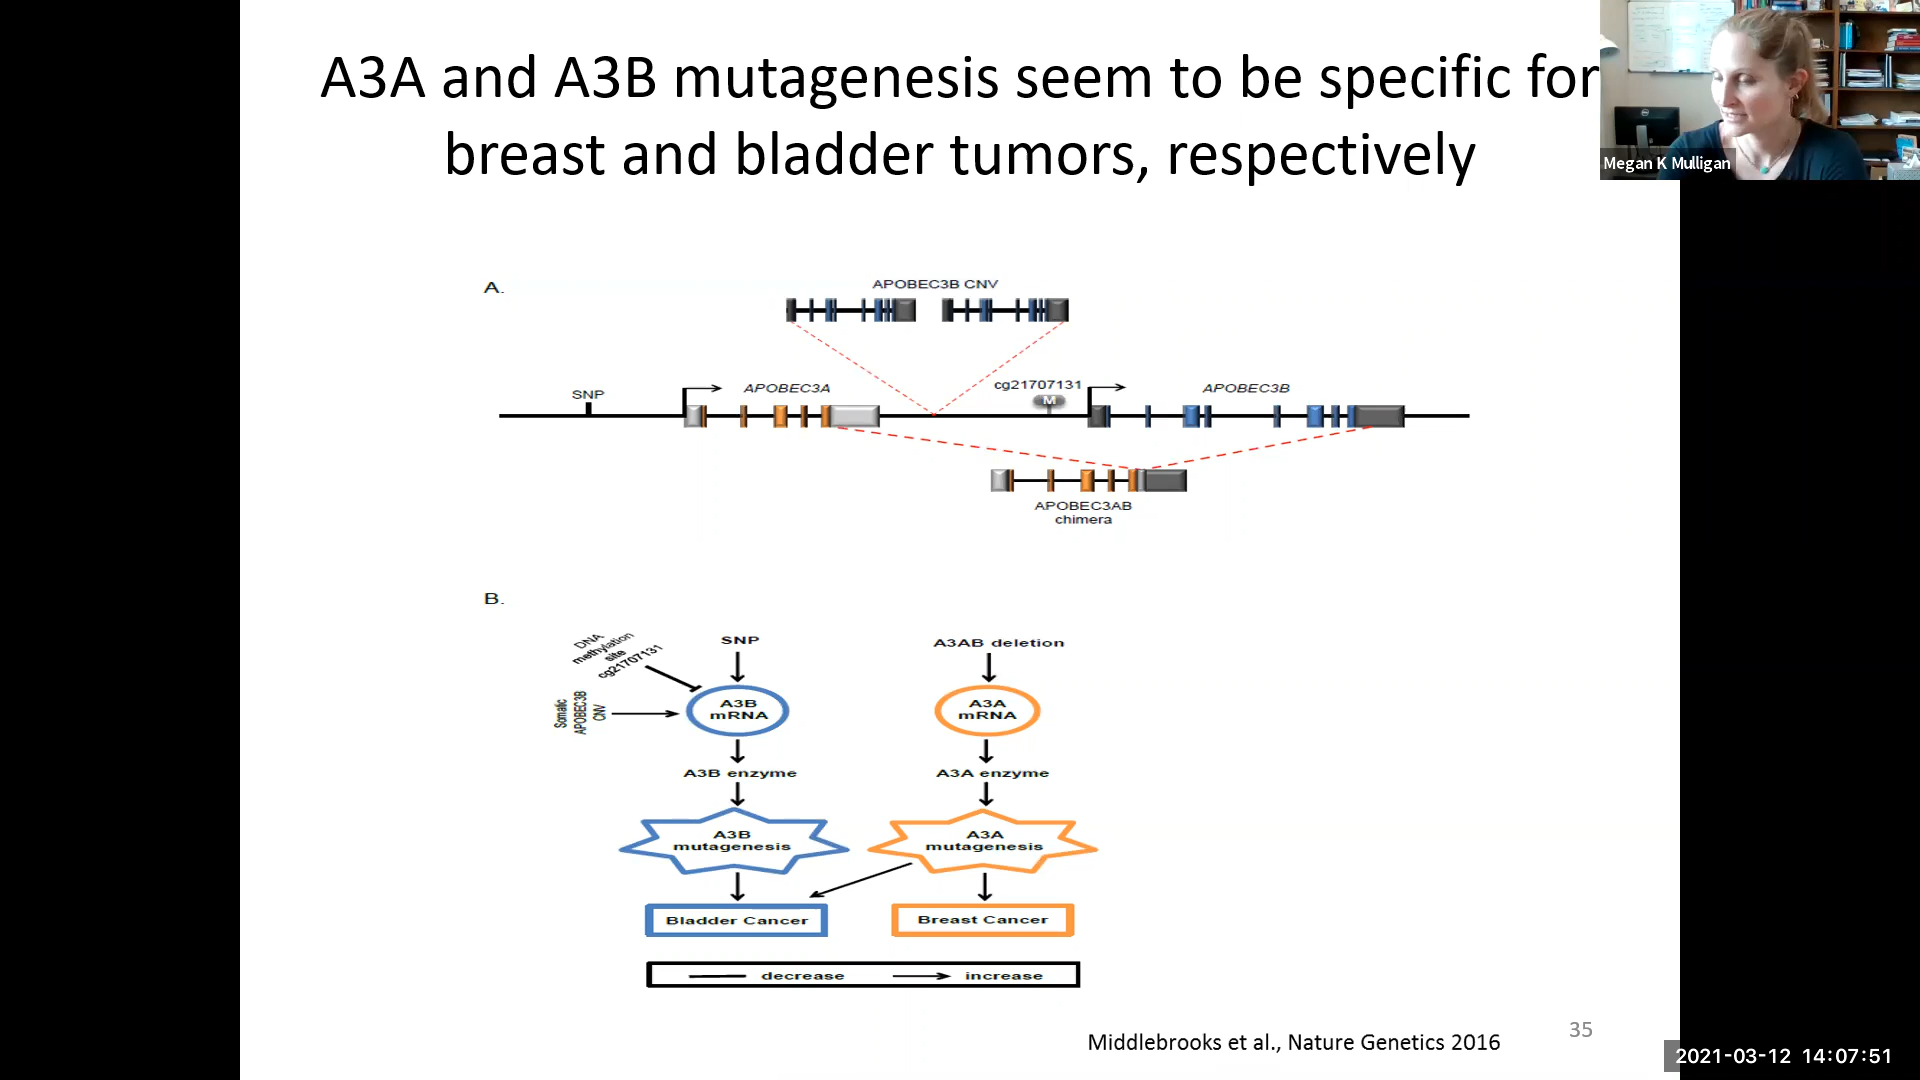 A3A and A3B mutagenesis seem to be specific for
breast and bladder tumors, respectively
Megan K Mulligan
A.
APOBEC3B CNV
SNP
APOBEC3A
cg21707131
M
APOBEC3B
APOBEC3AB
chimera
B.
DNA
methylation
site
cg21707131
SNP
A3AB deletion
Somatic
APOBEC3B
CNV
A3B
mRNA
A3A
mRNA
A3B enzyme
A3A enzyme
A3B
mutagenesis
A3A
mutagenesis
Bladder Cancer
Breast Cancer
decrease
increase
Middlebrooks et al., Nature Genetics 2016
35
2021-03-12 14:07:51